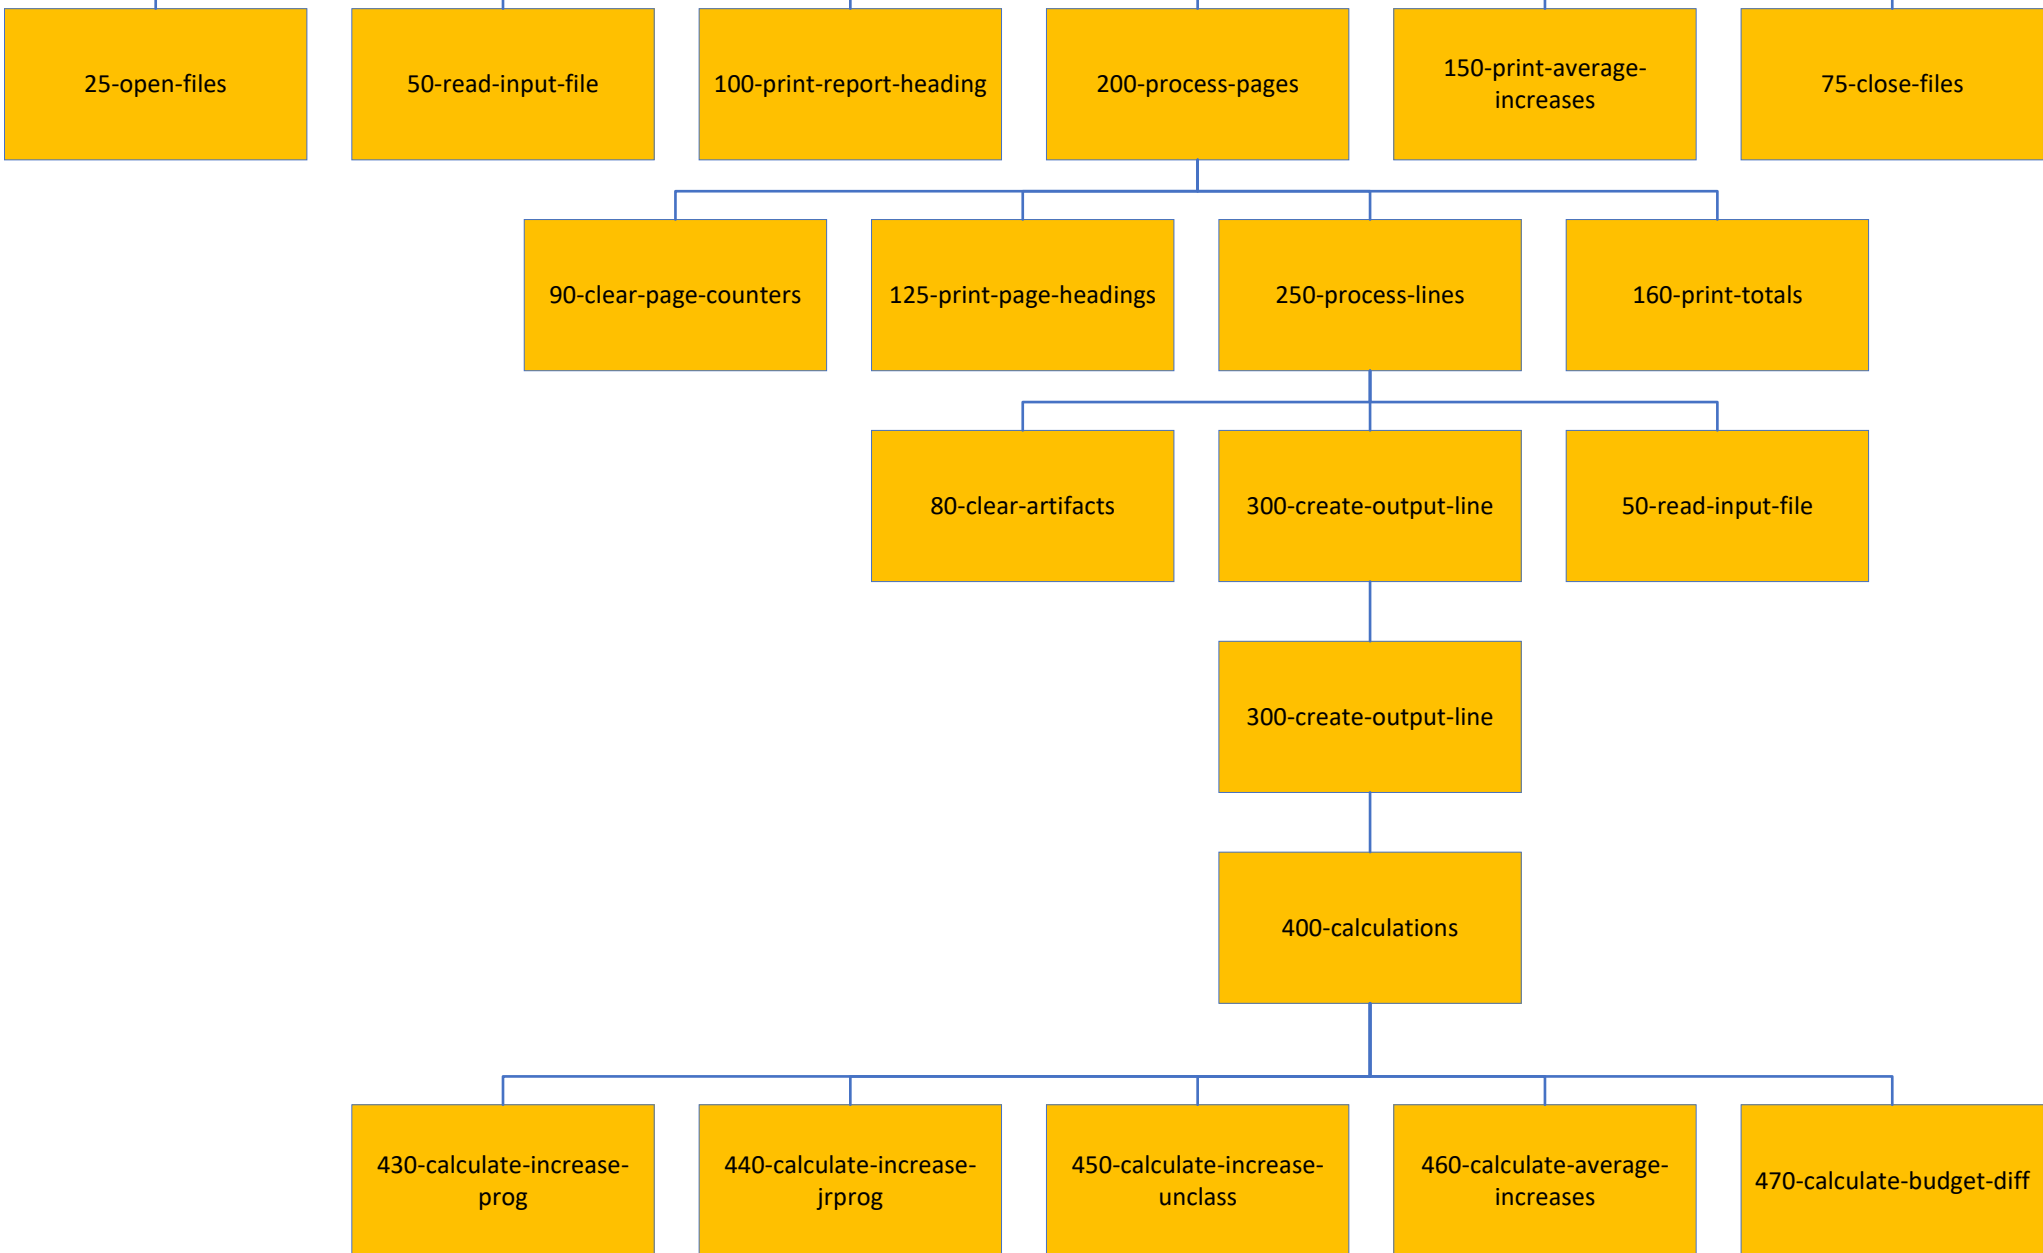 25-open-files
50-read-input-file
100-print-report-heading
200-process-pages
150-print-average-
increases
75-close-files
90-clear-page-counters
125-print-page-headings
250-process-lines
160-print-totals
80-clear-artifacts
300-create-output-line
50-read-input-file
300-create-output-line
400-calculations
430-calculate-increase-
prog
440-calculate-increase-
jrprog
450-calculate-increase-
unclass
460-calculate-average-
increases
470-calculate-budget-diff